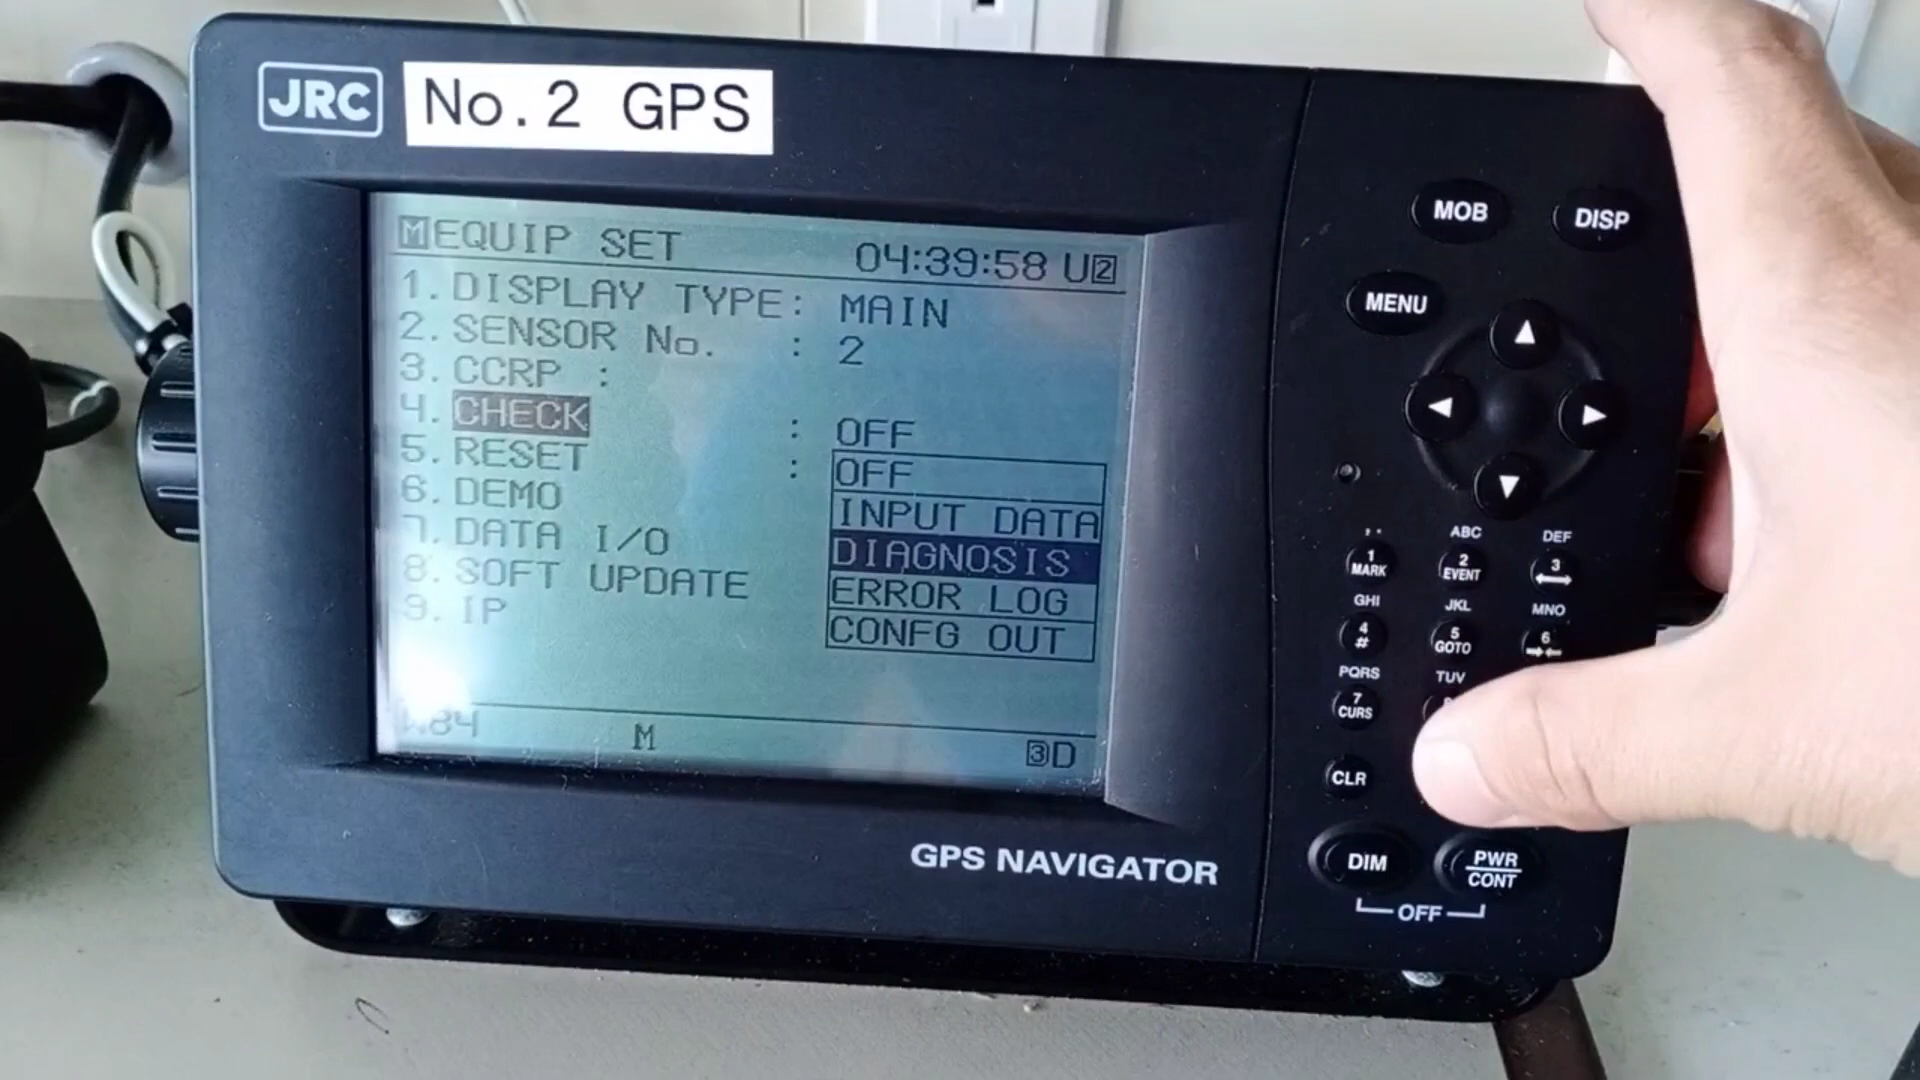 JRC No.2 GPS
M EQUIP SET 04:39:58 U2
1.DISPLAY TYPE: MAIN
2.SENSOR No. : 2
3.CCRP :
4.CHECK : OFF
5.RESET :
6.DEMO
7.DATA I/O
8.SOFT UPDATE
9.IP
OFF
INPUT DATA
DIAGNOSIS
ERROR LOG
CONFG OUT
W84 M 3D
GPS NAVIGATOR
MOB DISP
MENU
ABC DEF
1 MARK 2 EVENT 3
GHI JKL MNO
4 # 5 GOTO 6
PQRS TUV
7 CURS
CLR
DIM PWR CONT
OFF